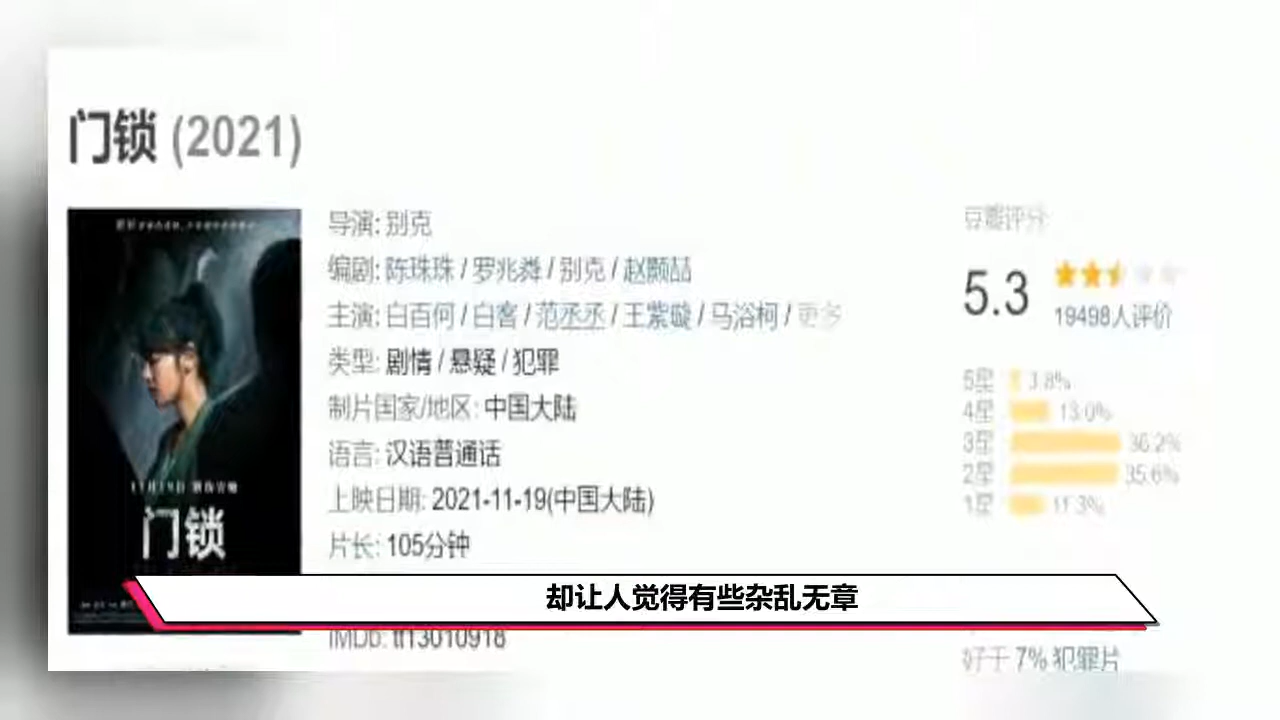 门锁 (2021)
导演: 别克
编剧: 陈珠珠 / 罗兆粦 / 别克 / 赵颞喆
主演: 白百何 / 白客 / 范丞丞 / 王紫璇 / 马浴柯 / 更多
类型: 剧情 / 悬疑 / 犯罪
制片国家/地区: 中国大陆
语言: 汉语普通话
上映日期: 2021-11-19(中国大陆)
片长: 105分钟
IMDb: tt13010918
豆瓣评分
5.3
19498人评价
5星 3.8%
4星 13.0%
3星 36.2%
2星 35.6%
1星 11.3%
好于 7% 犯罪片
门锁
却让人觉得有些杂乱无章